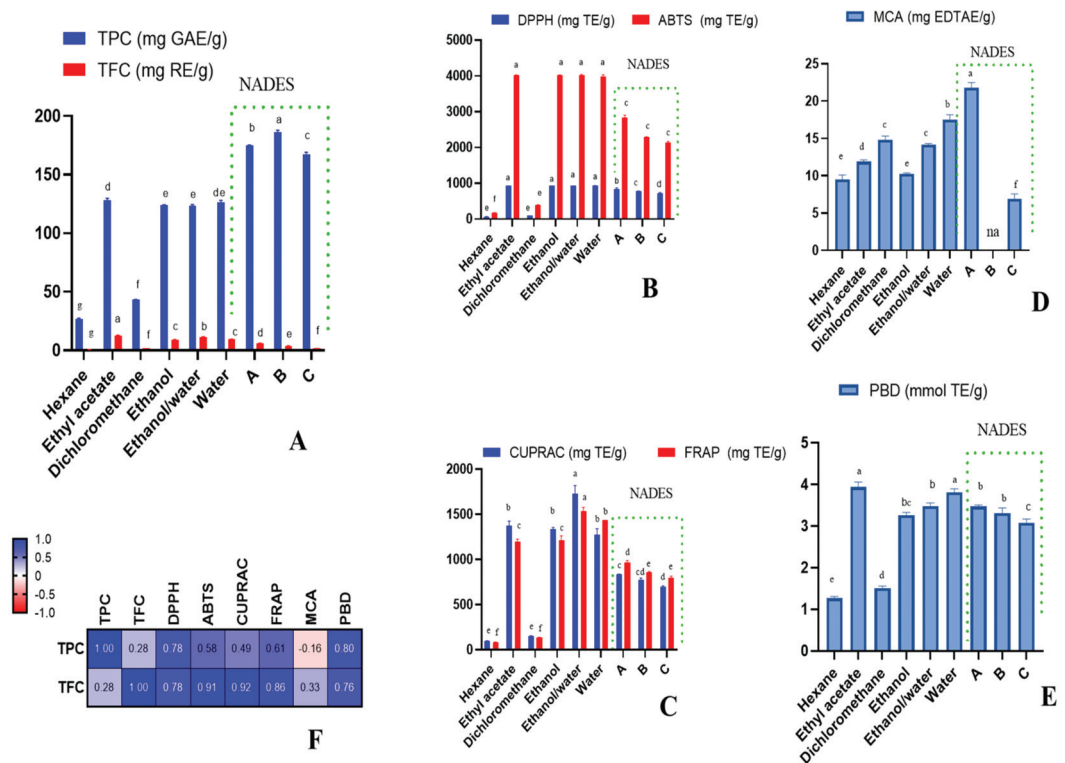 TPC (mg GAE/g)
TFC (mg RE/g)
NADES
200
150
100
50
0
g g d a f f e c e b de c b d a e c f
Hexane
Ethyl acetate
Dichloromethane
Ethanol
Ethanol/water
Water
A
B
C
A
DPPH (mg TE/g) ABTS (mg TE/g)
NADES
5000
4000
3000
2000
1000
0
e f a a e e a a a a a a b c c c d c
Hexane
Ethyl acetate
Dichloromethane
Ethanol
Ethanol/water
Water
A
B
C
B
MCA (mg EDTAE/g)
NADES
25
20
15
10
5
0
e d c e c b a na f
Hexane
Ethyl acetate
Dichloromethane
Ethanol
Ethanol/water
Water
A
B
C
D
CUPRAC (mg TE/g) FRAP (mg TE/g)
NADES
2000
1500
1000
500
0
e f b c e f b c a a b b c d cd e d e
Hexane
Ethyl acetate
Dichloromethane
Ethanol
Ethanol/water
Water
A
B
C
C
PBD (mmol TE/g)
NADES
5
4
3
2
1
0
e a d bc b a b b c
Hexane
Ethyl acetate
Dichloromethane
Ethanol
Ethanol/water
Water
A
B
C
E
1.0
0.5
0
-0.5
-1.0
TPC TFC DPPH ABTS CUPRAC FRAP MCA PBD
TPC 1.00 0.28 0.78 0.58 0.49 0.61 -0.16 0.80
TFC 0.28 1.00 0.78 0.91 0.92 0.86 0.33 0.76
F